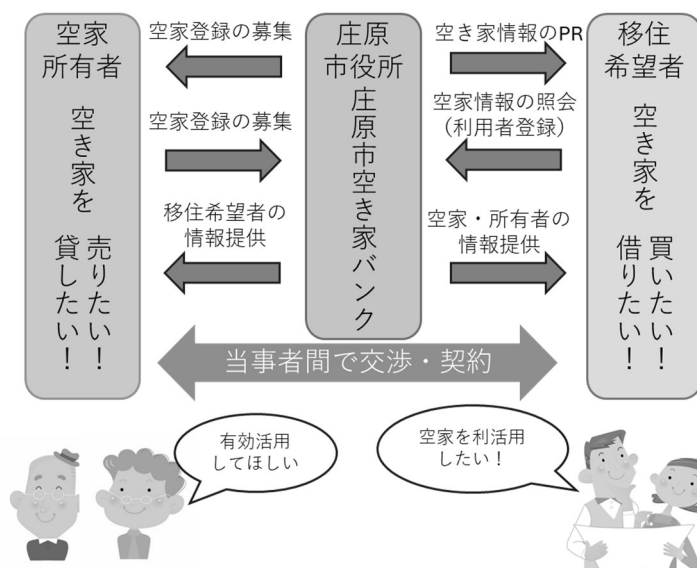 空家
所有者
空き家を
売りたい！
貸したい！
空家登録の募集
空家登録の募集
移住希望者の
情報提供
庄原
市役所
庄原市空き家バンク
空き家情報のPR
空家情報の照会
（利用者登録）
空家・所有者の
情報提供
移住
希望者
空き家を
買いたい！
借りたい！
当事者間で交渉・契約
有効活用
してほしい
空家を利活用
したい！